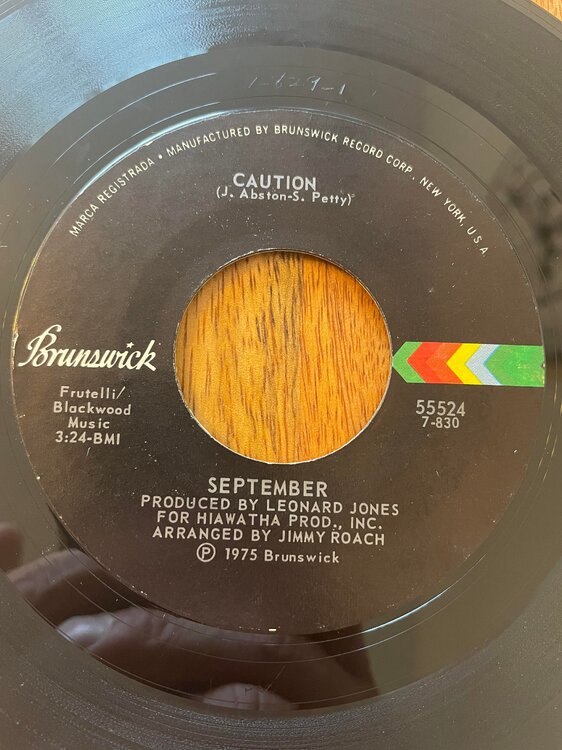 MARCA REGISTRADA • MANUFACTURED BY BRUNSWICK RECORD CORP. NEW YORK, U S A
CAUTION
(J. Abston-S. Petty)
Brunswick
Frutelli/
Blackwood
Music
3:24-BMI
55524
7-830
SEPTEMBER
PRODUCED BY LEONARD JONES
FOR HIAWATHA PROD., INC.
ARRANGED BY JIMMY ROACH
Ⓟ 1975 Brunswick